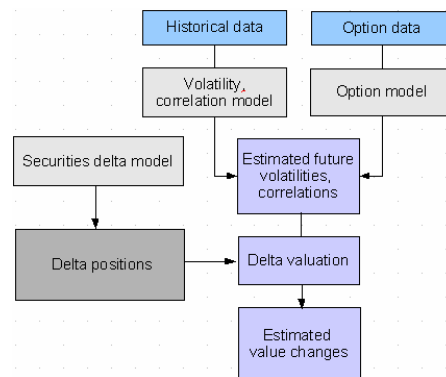 Historical data
Option data
Volatility,
correlation model
Option model
Securities delta model
Estimated future
volatilities,
correlations
Delta positions
Delta valuation
Estimated
value changes